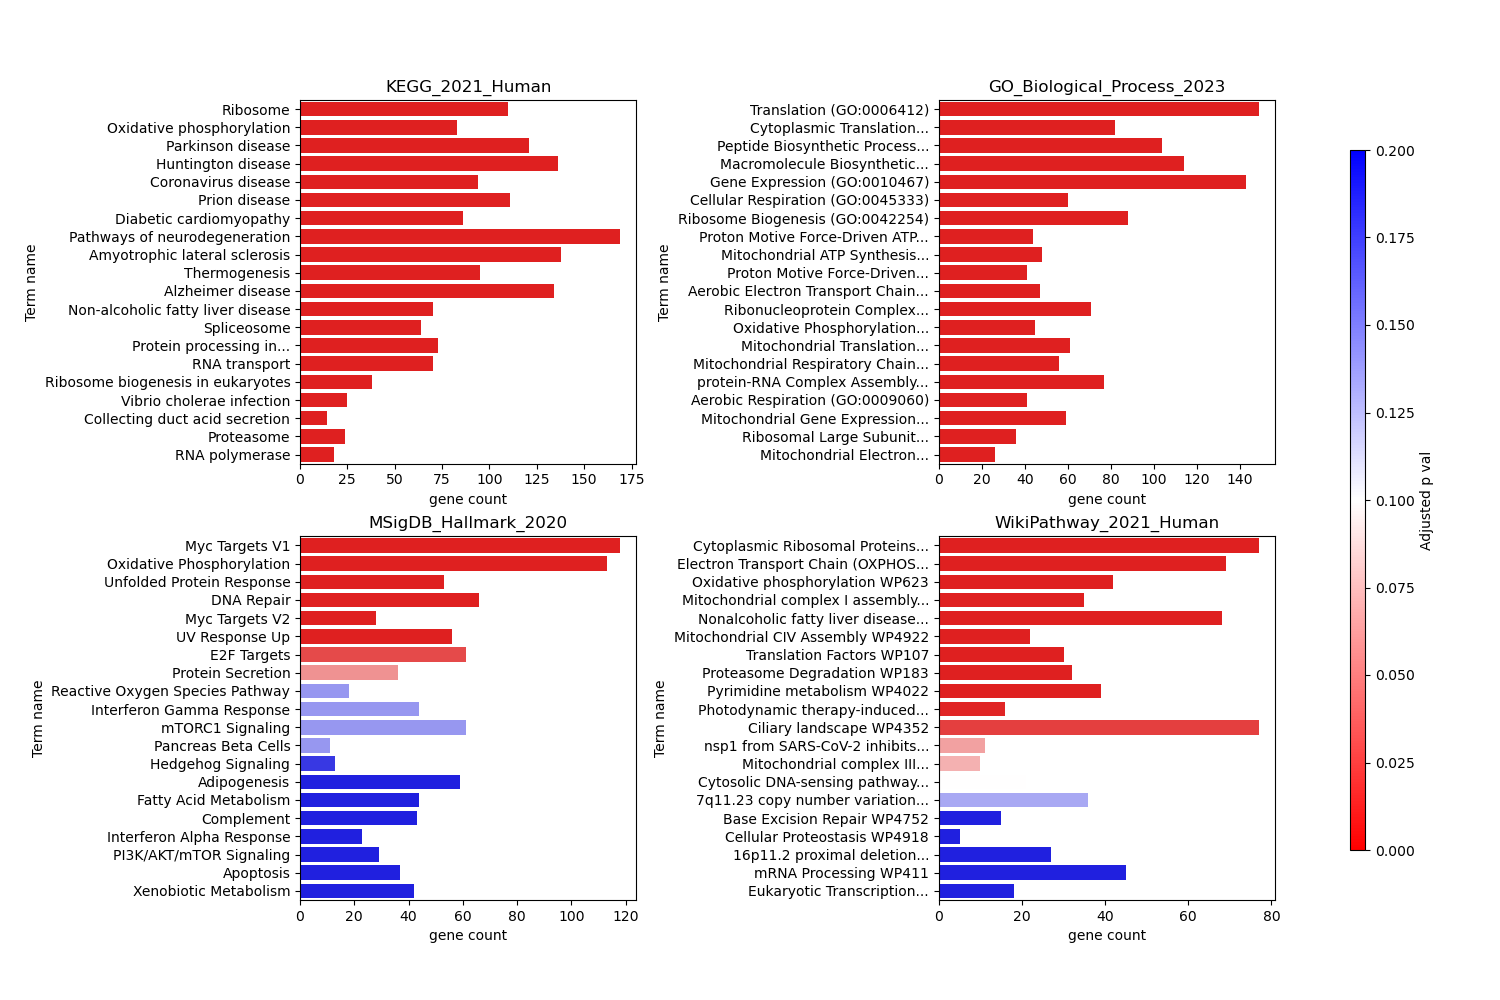 KEGG_2021_Human
Term name
Ribosome
Oxidative phosphorylation
Parkinson disease
Huntington disease
Coronavirus disease
Prion disease
Diabetic cardiomyopathy
Pathways of neurodegeneration
Amyotrophic lateral sclerosis
Thermogenesis
Alzheimer disease
Non-alcoholic fatty liver disease
Spliceosome
Protein processing in...
RNA transport
Ribosome biogenesis in eukaryotes
Vibrio cholerae infection
Collecting duct acid secretion
Proteasome
RNA polymerase
0 25 50 75 100 125 150 175
gene count
GO_Biological_Process_2023
Term name
Translation (GO:0006412)
Cytoplasmic Translation...
Peptide Biosynthetic Process...
Macromolecule Biosynthetic...
Gene Expression (GO:0010467)
Cellular Respiration (GO:0045333)
Ribosome Biogenesis (GO:0042254)
Proton Motive Force-Driven ATP...
Mitochondrial ATP Synthesis...
Proton Motive Force-Driven...
Aerobic Electron Transport Chain...
Ribonucleoprotein Complex...
Oxidative Phosphorylation...
Mitochondrial Translation...
Mitochondrial Respiratory Chain...
protein-RNA Complex Assembly...
Aerobic Respiration (GO:0009060)
Mitochondrial Gene Expression...
Ribosomal Large Subunit...
Mitochondrial Electron...
0 20 40 60 80 100 120 140
gene count
MSigDB_Hallmark_2020
Term name
Myc Targets V1
Oxidative Phosphorylation
Unfolded Protein Response
DNA Repair
Myc Targets V2
UV Response Up
E2F Targets
Protein Secretion
Reactive Oxygen Species Pathway
Interferon Gamma Response
mTORC1 Signaling
Pancreas Beta Cells
Hedgehog Signaling
Adipogenesis
Fatty Acid Metabolism
Complement
Interferon Alpha Response
PI3K/AKT/mTOR Signaling
Apoptosis
Xenobiotic Metabolism
0 20 40 60 80 100 120
gene count
WikiPathway_2021_Human
Term name
Cytoplasmic Ribosomal Proteins...
Electron Transport Chain (OXPHOS...
Oxidative phosphorylation WP623
Mitochondrial complex I assembly...
Nonalcoholic fatty liver disease...
Mitochondrial CIV Assembly WP4922
Translation Factors WP107
Proteasome Degradation WP183
Pyrimidine metabolism WP4022
Photodynamic therapy-induced...
Ciliary landscape WP4352
nsp1 from SARS-CoV-2 inhibits...
Mitochondrial complex III...
Cytosolic DNA-sensing pathway...
7q11.23 copy number variation...
Base Excision Repair WP4752
Cellular Proteostasis WP4918
16p11.2 proximal deletion...
mRNA Processing WP411
Eukaryotic Transcription...
0 20 40 60 80
gene count
0.200
0.175
0.150
0.125
0.100
0.075
0.050
0.025
0.000
Adjusted p val